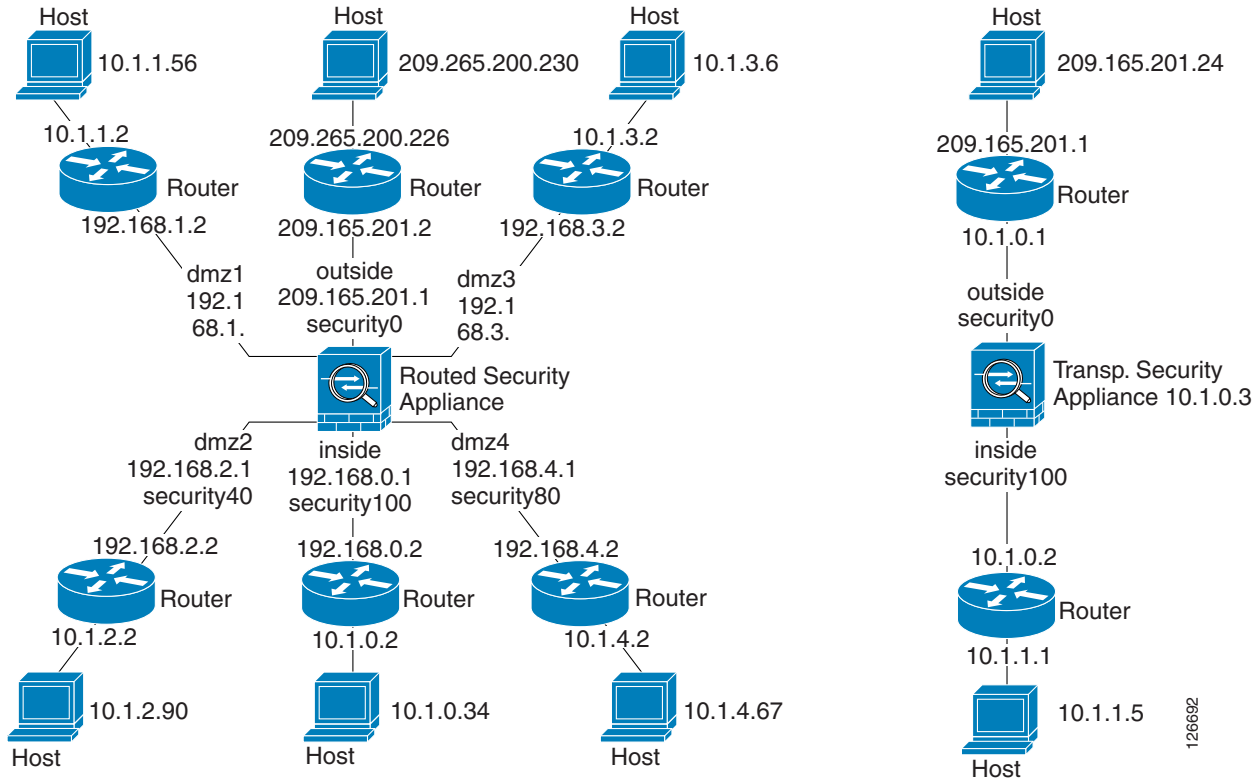 Host
Host
Host
Host
10.1.1.56
209.265.200.230
10.1.3.6
209.165.201.24
10.1.1.2
209.265.200.226
10.1.3.2
209.165.201.1
Router
Router
Router
Router
192.168.1.2
209.165.201.2
192.168.3.2
10.1.0.1
dmz1
192.1
68.1.
outside
209.165.201.1
security0
dmz3
192.1
68.3.
outside
security0
Routed Security
Appliance
Transp. Security
Appliance 10.1.0.3
dmz2
192.168.2.1
security40
inside
192.168.0.1
security100
dmz4
192.168.4.1
security80
inside
security100
192.168.2.2
192.168.0.2
192.168.4.2
10.1.0.2
Router
Router
Router
Router
10.1.2.2
10.1.0.2
10.1.4.2
10.1.1.1
10.1.2.90
10.1.0.34
10.1.4.67
10.1.1.5
Host
Host
Host
Host
126692